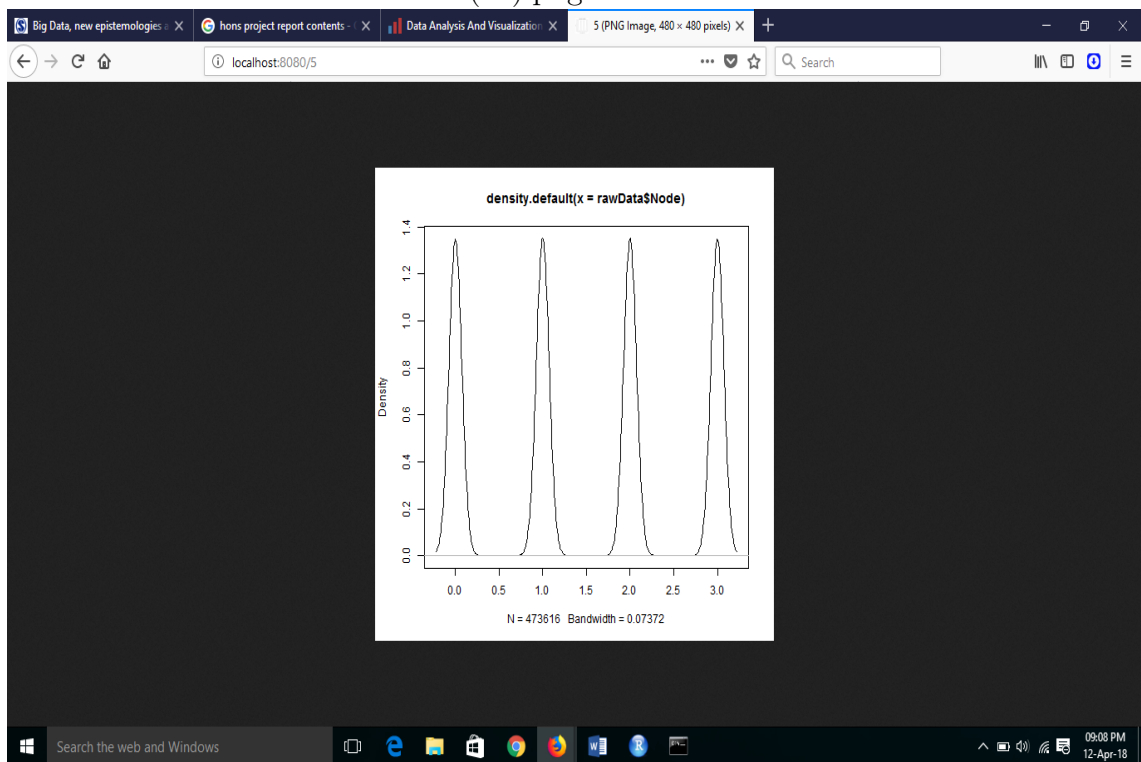 Big Data, new epistemologies a
hons project report contents - G
Data Analysis And Visualization
5 (PNG Image, 480 × 480 pixels)
localhost:8080/5
Search
density.default(x = rawData$Node)
1.4
1.2
1.0
0.8
0.6
0.4
0.2
0.0
Density
0.0 0.5 1.0 1.5 2.0 2.5 3.0
N = 473616 Bandwidth = 0.07372
Search the web and Windows
09:08 PM
12-Apr-18